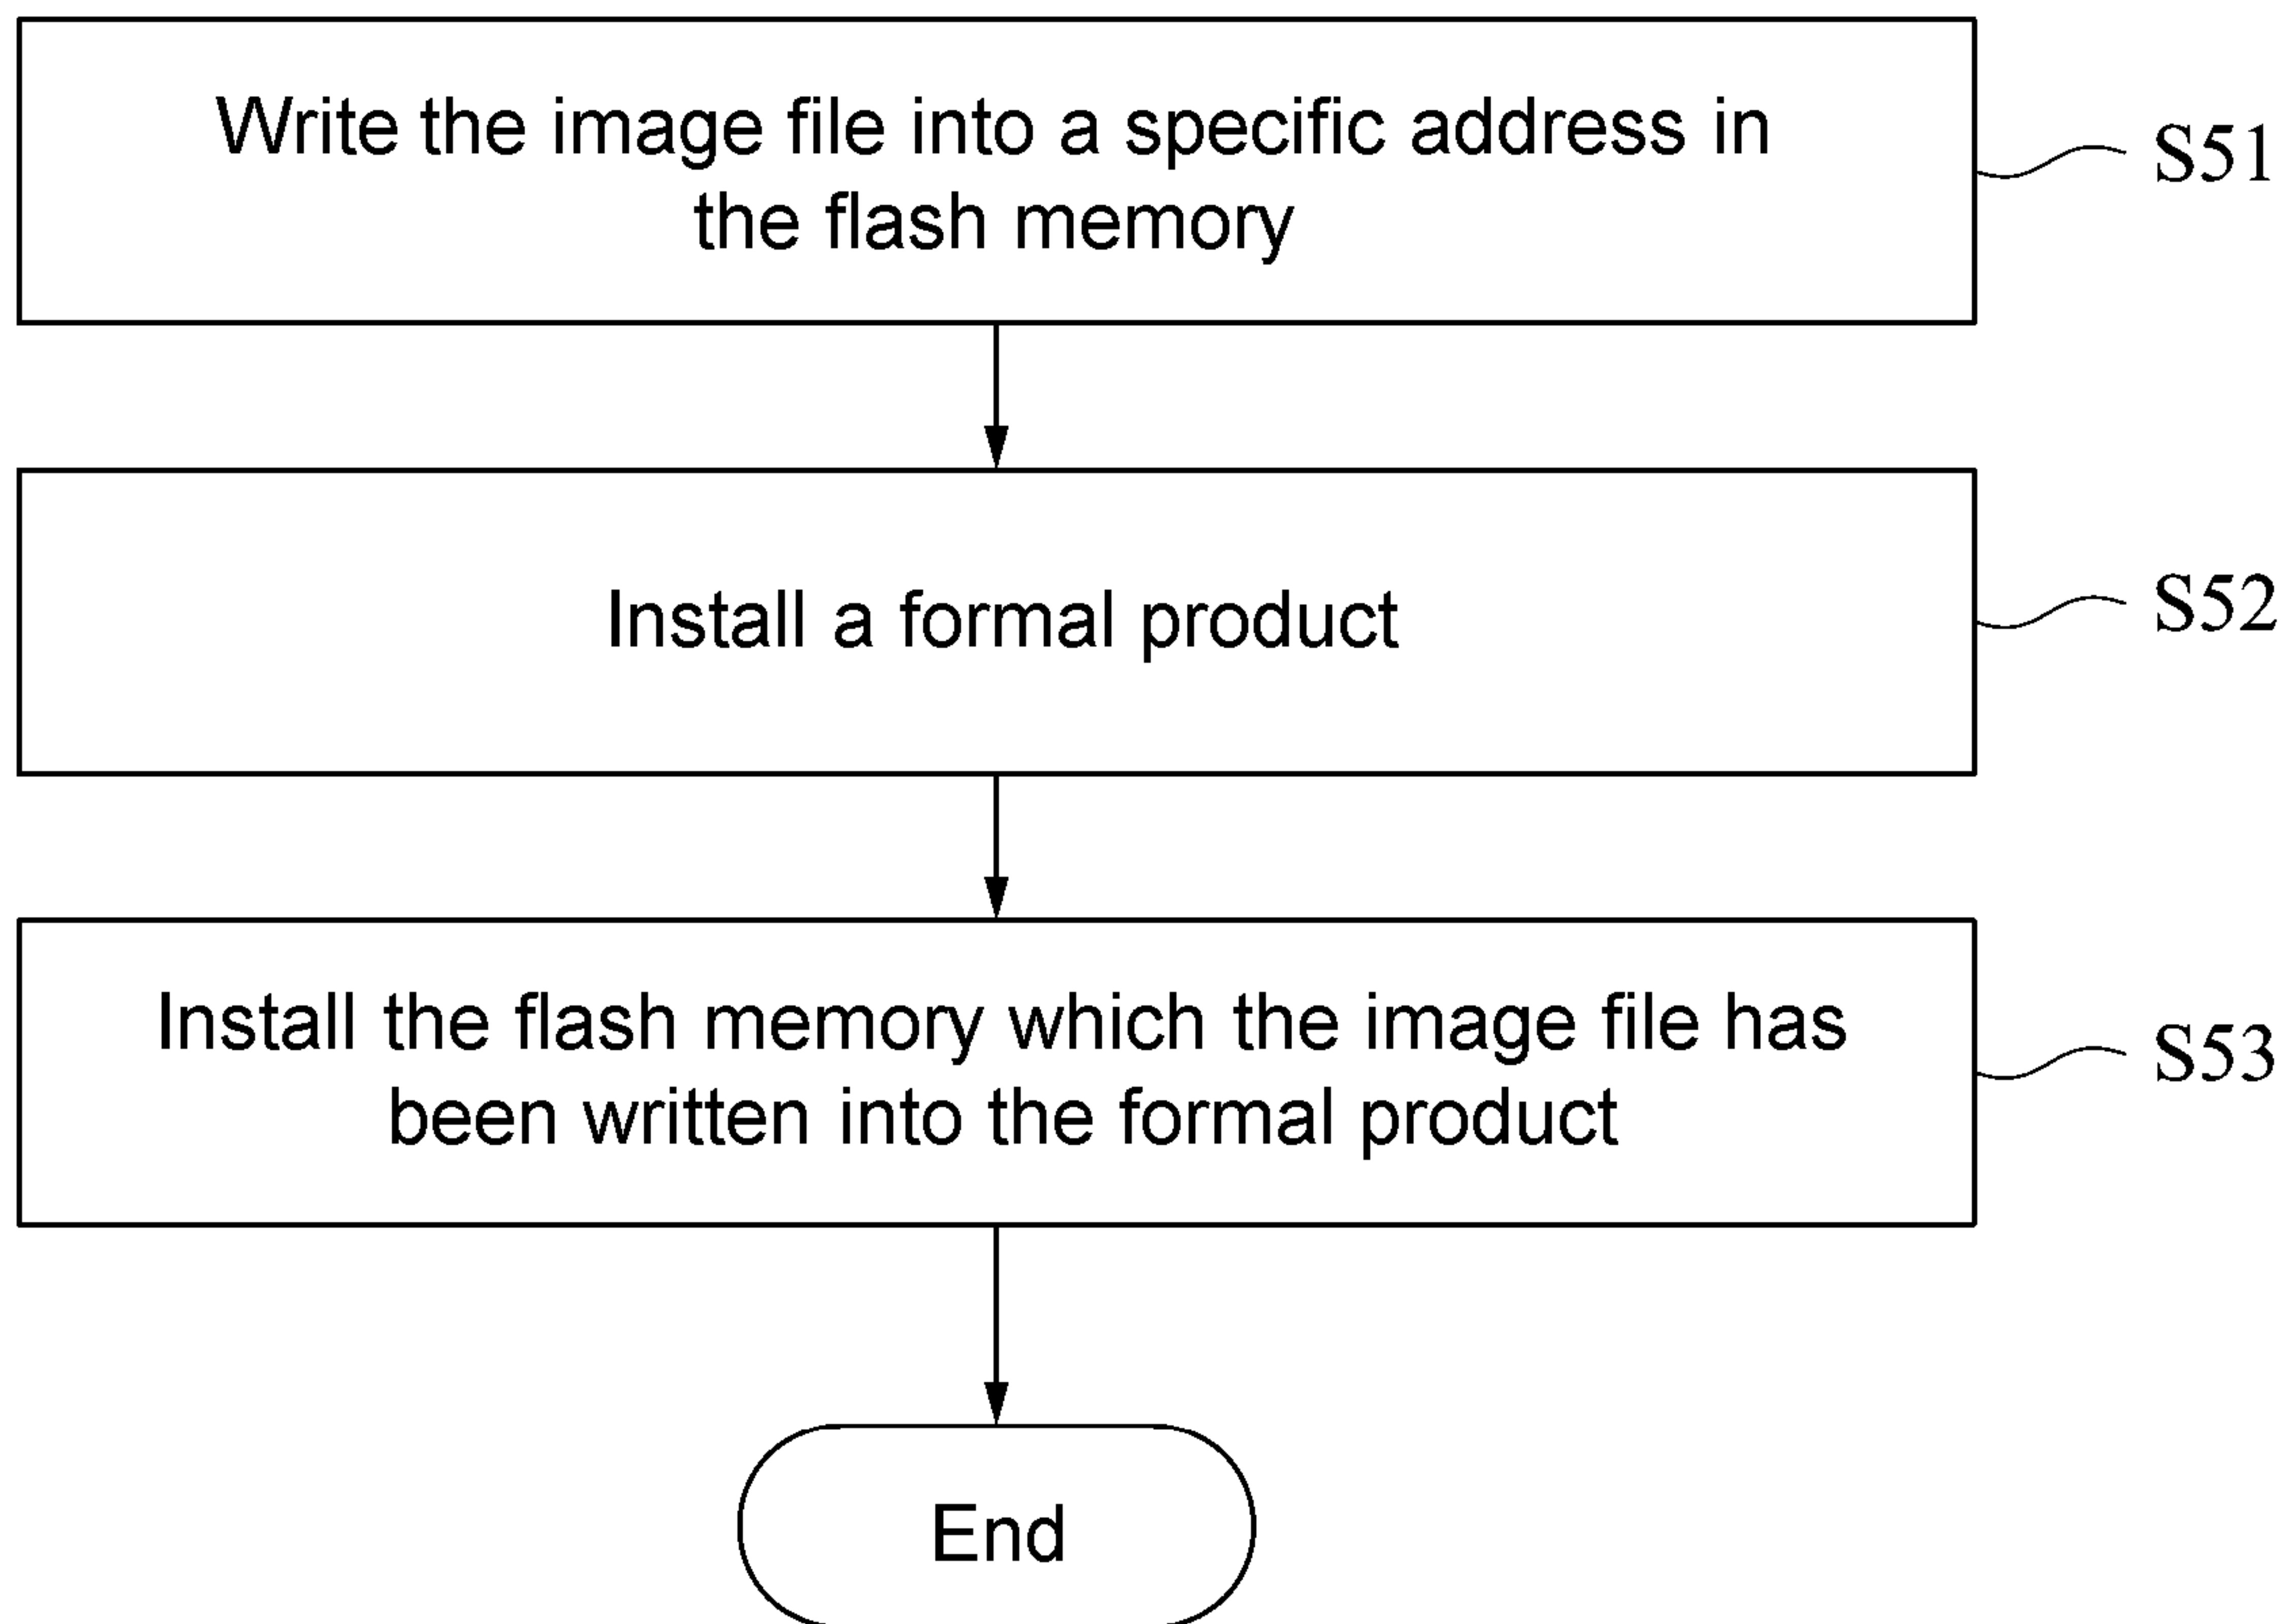 Write the image file into a specific address in
the flash memory
S51
Install a formal product
S52
Install the flash memory which the image file has
been written into the formal product
S53
End